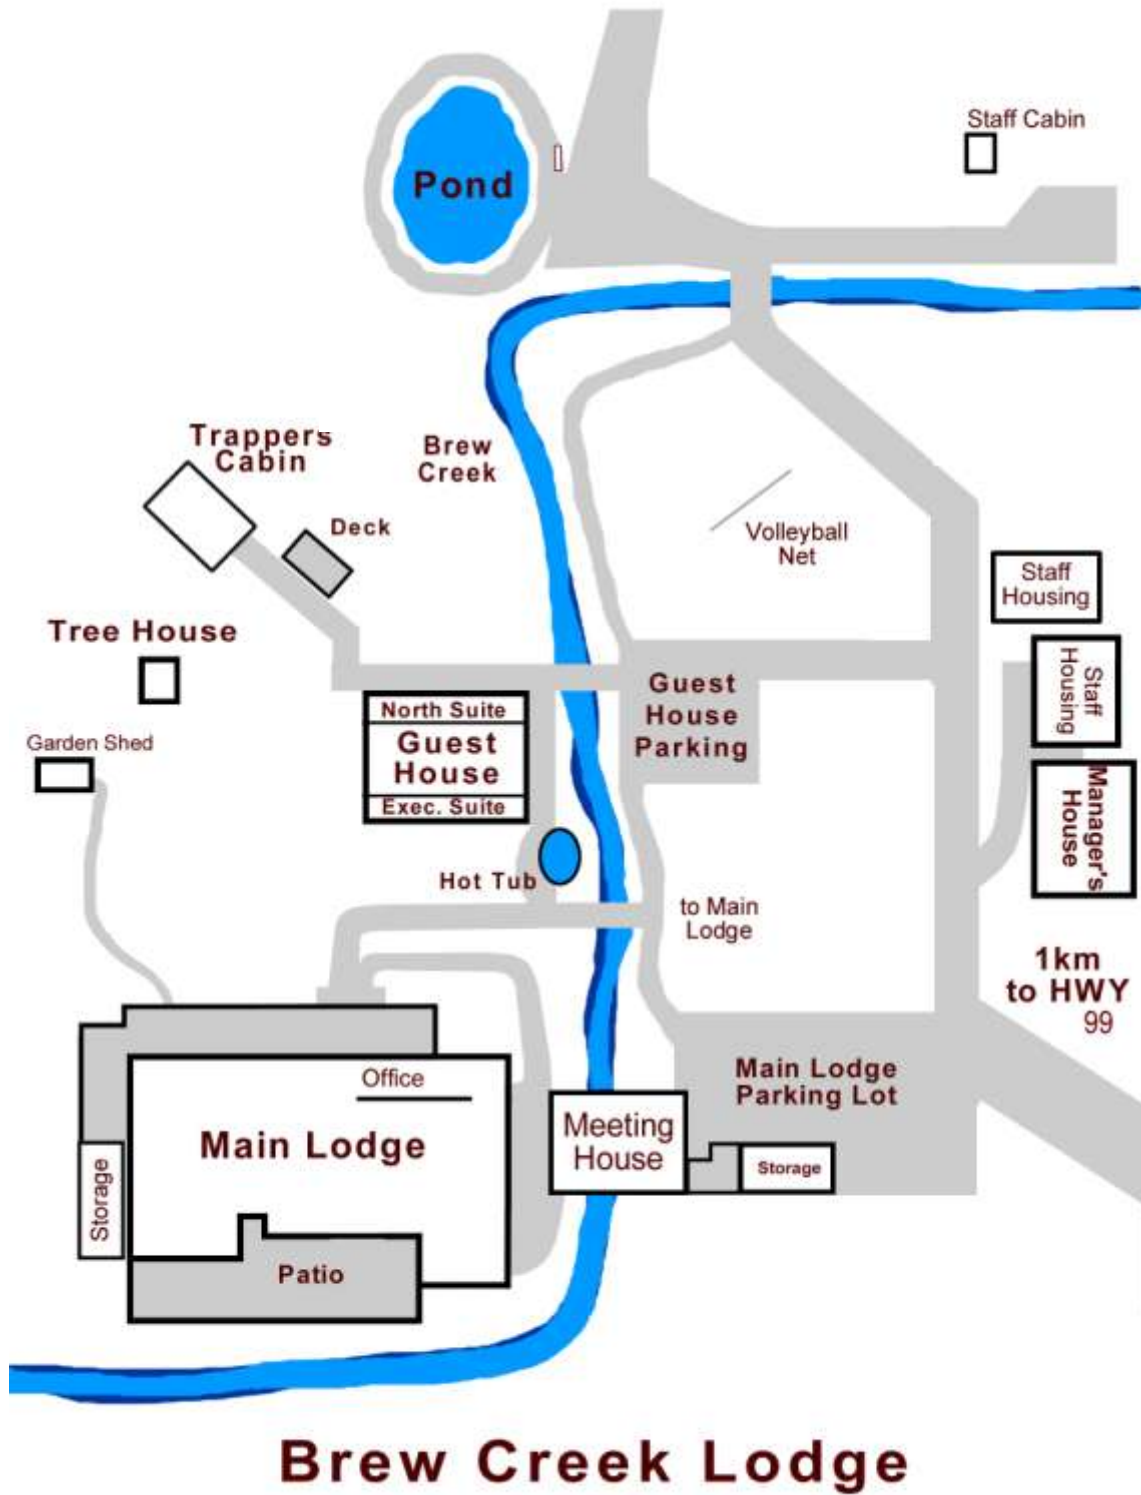 Staff Cabin
Pond
Trappers
Cabin
Brew
Creek
Deck
Volleyball
Net
Staff
Housing
Tree House
Staff
Housing
Guest
House
Parking
North Suite
Guest
House
Exec. Suite
Garden Shed
Manager's
House
Hot Tub
to Main
Lodge
1km
to HWY
99
Office
Main Lodge
Parking Lot
Main Lodge
Meeting
House
Storage
Storage
Patio
Brew Creek Lodge